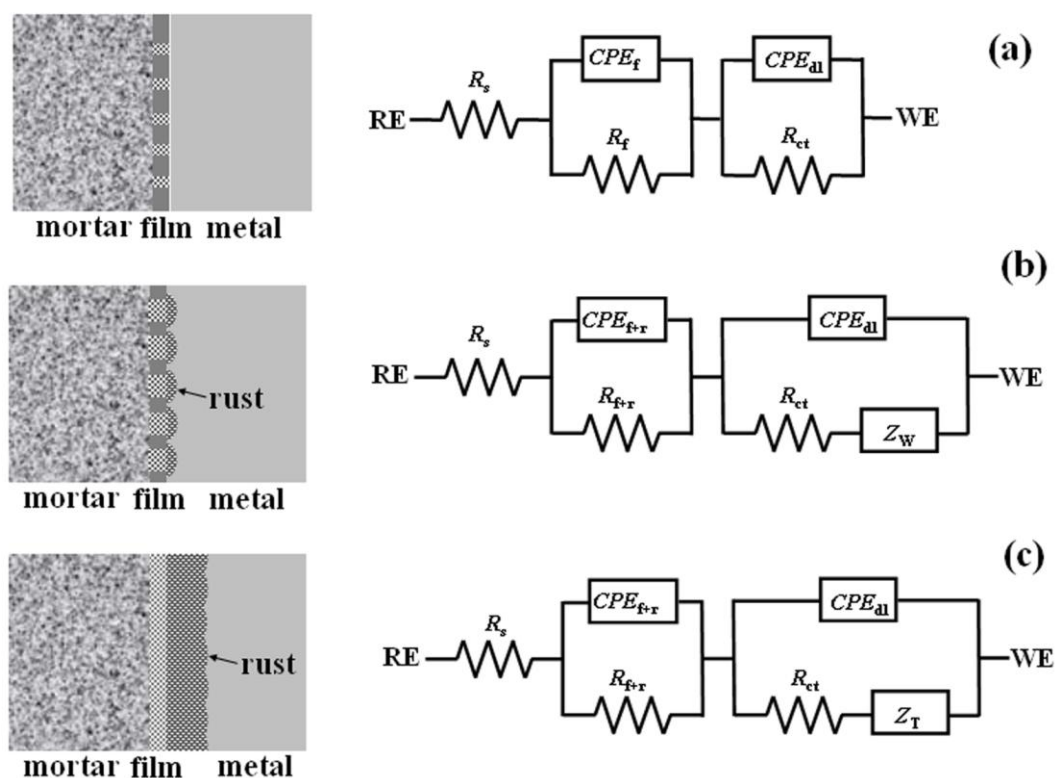 (a)
CPE_f
CPE_dl
R_s
RE
WE
R_f
R_ct
mortar film metal
(b)
CPE_f+r
CPE_dl
R_s
RE
WE
rust
R_f+r
R_ct
Z_W
mortar film metal
(c)
CPE_f+r
CPE_dl
R_s
RE
WE
rust
R_f+r
R_ct
Z_T
mortar film metal